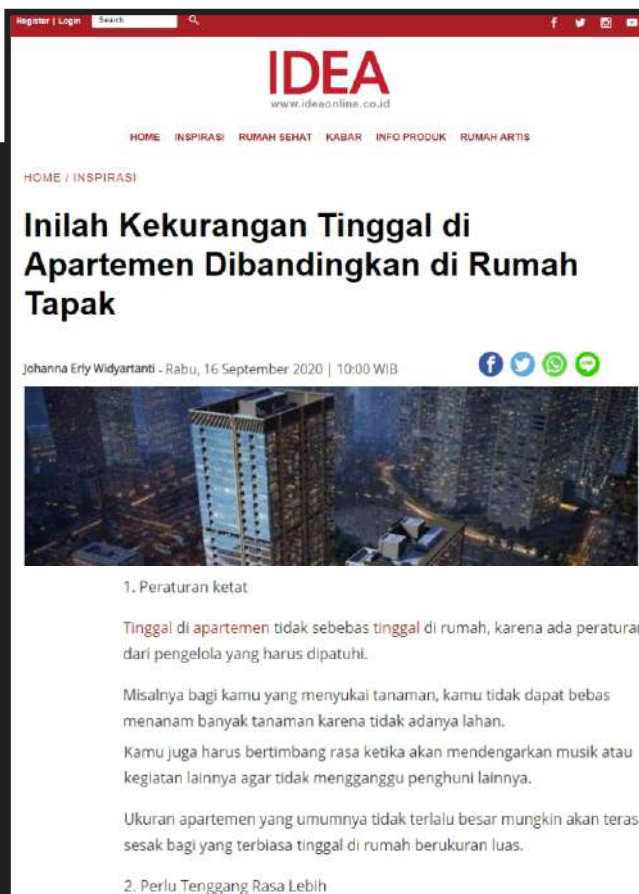 Register | Login
Search
IDEA
www.ideaonline.co.id
HOME INSPIRASI RUMAH SEHAT KABAR INFO PRODUK RUMAH ARTIS
HOME / INSPIRASI
Inilah Kekurangan Tinggal di
Apartemen Dibandingkan di Rumah
Tapak
Johanna Erly Widyartanti - Rabu, 16 September 2020 | 10:00 WIB
1. Peraturan ketat
Tinggal di apartemen tidak sebebas tinggal di rumah, karena ada peraturan
dari pengelola yang harus dipatuhi.
Misalnya bagi kamu yang menyukai tanaman, kamu tidak dapat bebas
menanam banyak tanaman karena tidak adanya lahan.
Kamu juga harus bertimbang rasa ketika akan mendengarkan musik atau
kegiatan lainnya agar tidak mengganggu penghuni lainnya.
Ukuran apartemen yang umumnya tidak terlalu besar mungkin akan teras
sesak bagi yang terbiasa tinggal di rumah berukuran luas.
2. Perlu Tenggang Rasa Lebih